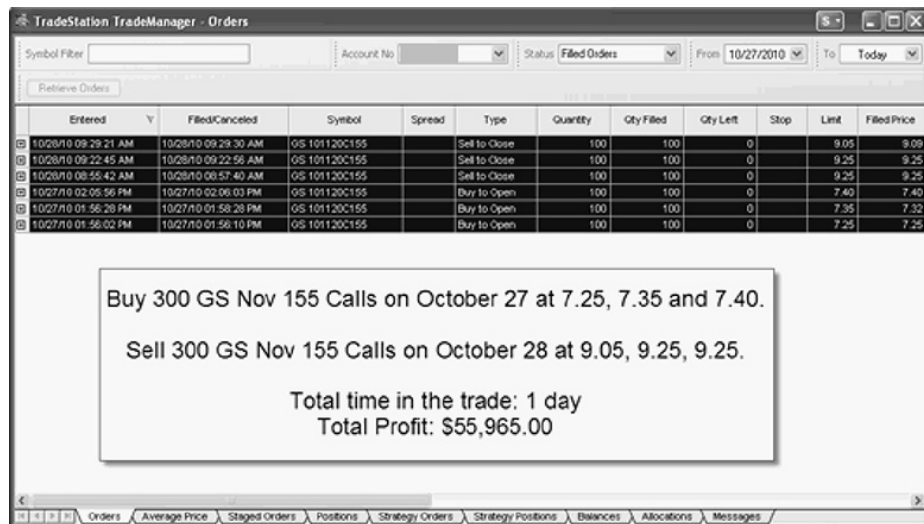 TradeStation TradeManager - Orders
S
Symbol Filter Account No Status Filled Orders From 10/27/2010 To Today
Retrieve Orders
Entered Filled/Canceled Symbol Spread Type Quantity Qty Filled Qty Left Stop Limit Filled Price
10/28/10 09:29:21 AM 10/28/10 09:29:30 AM GS 101120C155 Sell to Close 100 100 0 9.05 9.09
10/28/10 09:22:45 AM 10/28/10 09:22:56 AM GS 101120C155 Sell to Close 100 100 0 9.25 9.25
10/28/10 08:55:42 AM 10/28/10 08:57:40 AM GS 101120C155 Sell to Close 100 100 0 9.25 9.25
10/27/10 02:05:56 PM 10/27/10 02:06:03 PM GS 101120C155 Buy to Open 100 100 0 7.40 7.40
10/27/10 01:56:28 PM 10/27/10 01:58:28 PM GS 101120C155 Buy to Open 100 100 0 7.35 7.32
10/27/10 01:56:02 PM 10/27/10 01:56:10 PM GS 101120C155 Buy to Open 100 100 0 7.25 7.25
Buy 300 GS Nov 155 Calls on October 27 at 7.25, 7.35 and 7.40.
Sell 300 GS Nov 155 Calls on October 28 at 9.05, 9.25, 9.25.
Total time in the trade: 1 day
Total Profit: $55,965.00
Orders Average Price Staged Orders Positions Strategy Orders Strategy Positions Balances Allocations Messages